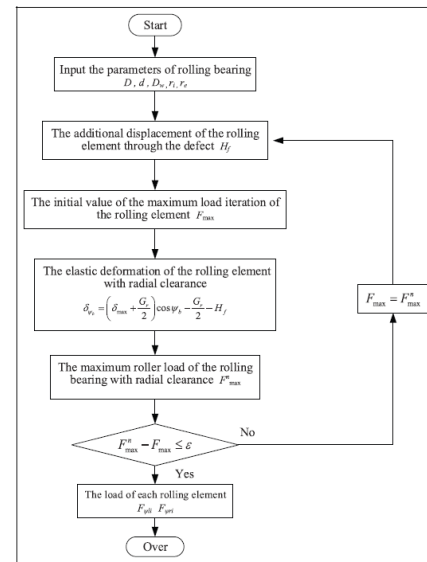 Start
Input the parameters of rolling bearing
D, d, D_w, r_i, r_e
The additional displacement of the rolling
element through the defect H_f
The initial value of the maximum load iteration of
the rolling element F_max
The elastic deformation of the rolling element
with radial clearance
δ_ψb = (δ_max + G_r/2) cos ψ_b − G_r/2 − H_f
F_max = F^n_max
The maximum roller load of the rolling
bearing with radial clearance F^n_max
F^n_max − F_max ≤ ε
No
Yes
The load of each rolling element
Over